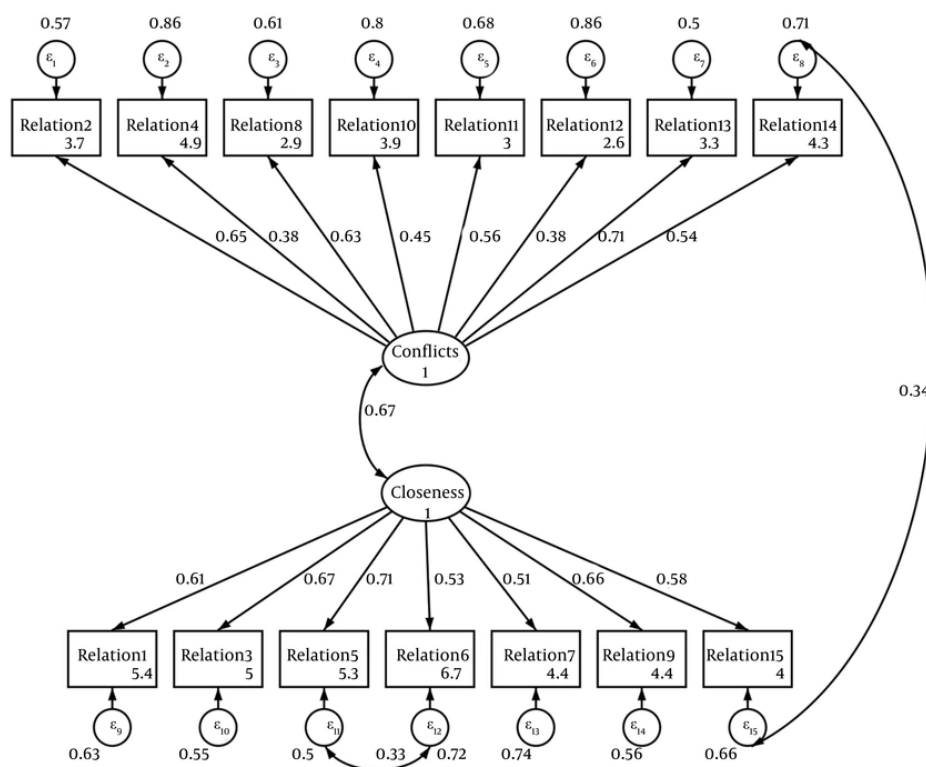 0.57 0.86 0.61 0.8 0.68 0.86 0.5 0.71
ε1 ε2 ε3 ε4 ε5 ε6 ε7 ε8
Relation2 Relation4 Relation8 Relation10 Relation11 Relation12 Relation13 Relation14
3.7 4.9 2.9 3.9 3 2.6 3.3 4.3
0.65 0.38 0.63 0.45 0.56 0.38 0.71 0.54
Conflicts
1
0.34
0.67
Closeness
1
0.61 0.67 0.71 0.53 0.51 0.66 0.58
Relation1 Relation3 Relation5 Relation6 Relation7 Relation9 Relation15
5.4 5 5.3 6.7 4.4 4.4 4
ε9 ε10 ε11 ε12 ε13 ε14 ε15
0.63 0.55 0.5 0.33 0.72 0.74 0.56 0.66